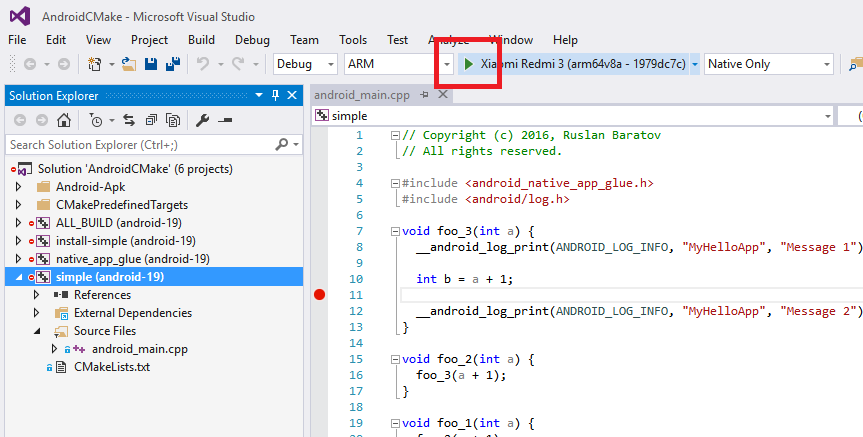 AndroidCMake - Microsoft Visual Studio
File Edit View Project Build Debug Team Tools Test Analyze Window Help
Debug ARM Xiaomi Redmi 3 (arm64v8a - 1979dc7c) Native Only
Solution Explorer
Search Solution Explorer (Ctrl+;)
Solution 'AndroidCMake' (6 projects)
Android-Apk
CMakePredefinedTargets
ALL_BUILD (android-19)
install-simple (android-19)
native_app_glue (android-19)
simple (android-19)
References
External Dependencies
Source Files
android_main.cpp
CMakeLists.txt
android_main.cpp
simple
1 // Copyright (c) 2016, Ruslan Baratov
2 // All rights reserved.
3
4 #include <android_native_app_glue.h>
5 #include <android/log.h>
6
7 void foo_3(int a) {
8 __android_log_print(ANDROID_LOG_INFO, "MyHelloApp", "Message 1")
9
10 int b = a + 1;
11
12 __android_log_print(ANDROID_LOG_INFO, "MyHelloApp", "Message 2")
13 }
14
15 void foo_2(int a) {
16 foo_3(a + 1);
17 }
18
19 void foo_1(int a) {